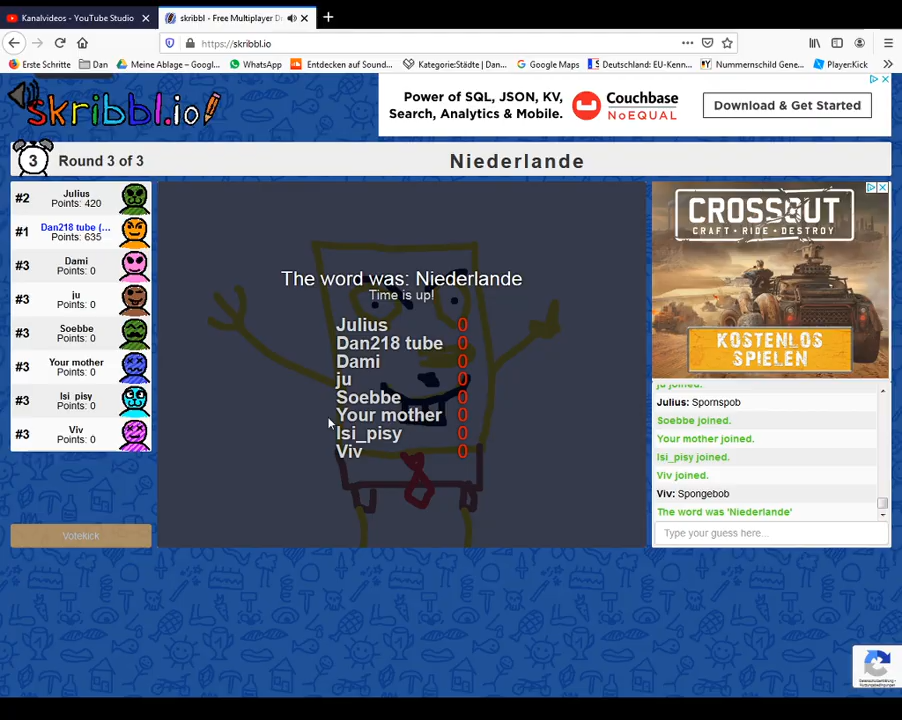 Kanalvideos - YouTube Studio
skribbl - Free Multiplayer Dr
https://skribbl.io
Erste Schritte
Dan
Meine Ablage – Googl...
WhatsApp
Entdecken auf Sound...
Kategorie:Städte | Dan...
Google Maps
Deutschland: EU-Kenn...
Nummernschild Gene...
Player:Kick
skribbl.io
Power of SQL, JSON, KV,
Search, Analytics & Mobile.
Couchbase
NoEQUAL
Download & Get Started
3
Round 3 of 3
Niederlande
#2
Julius
Points: 420
#1
Dan218 tube (...
Points: 635
#3
Dami
Points: 0
#3
ju
Points: 0
#3
Soebbe
Points: 0
#3
Your mother
Points: 0
#3
Isi_pisy
Points: 0
#3
Viv
Points: 0
Votekick
The word was: Niederlande
Time is up!
Julius 0
Dan218 tube 0
Dami 0
ju 0
Soebbe 0
Your mother 0
Isi_pisy 0
Viv 0
CROSSOUT
CRAFT · RIDE · DESTROY
KOSTENLOS
SPIELEN
ju joined.
Julius: Spornspob
Soebbe joined.
Your mother joined.
Isi_pisy joined.
Viv joined.
Viv: Spongebob
The word was 'Niederlande'
Type your guess here...